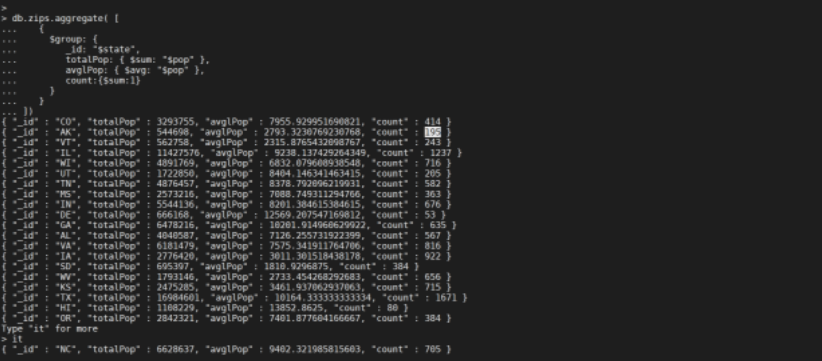 >
> db.zips.aggregate( [
... {
... $group: {
... _id: "$state",
... totalPop: { $sum: "$pop" },
... avglPop: { $avg: "$pop" },
... count:{$sum:1}
... }
... }
... ])
{ "_id" : "CO", "totalPop" : 3293755, "avglPop" : 7955.929951690821, "count" : 414 }
{ "_id" : "AK", "totalPop" : 544698, "avglPop" : 2793.3230769230768, "count" : 195 }
{ "_id" : "VT", "totalPop" : 562758, "avglPop" : 2315.8765432098767, "count" : 243 }
{ "_id" : "IL", "totalPop" : 11427576, "avglPop" : 9238.137429264349, "count" : 1237 }
{ "_id" : "WI", "totalPop" : 4891769, "avglPop" : 6832.079608938548, "count" : 716 }
{ "_id" : "UT", "totalPop" : 1722850, "avglPop" : 8404.146341463415, "count" : 205 }
{ "_id" : "TN", "totalPop" : 4876457, "avglPop" : 8378.792096219931, "count" : 582 }
{ "_id" : "MS", "totalPop" : 2573216, "avglPop" : 7088.749311294766, "count" : 363 }
{ "_id" : "IN", "totalPop" : 5544136, "avglPop" : 8201.384615384615, "count" : 676 }
{ "_id" : "DE", "totalPop" : 666168, "avglPop" : 12569.207547169812, "count" : 53 }
{ "_id" : "GA", "totalPop" : 6478216, "avglPop" : 10201.914960629922, "count" : 635 }
{ "_id" : "AL", "totalPop" : 4040587, "avglPop" : 7126.255731922399, "count" : 567 }
{ "_id" : "VA", "totalPop" : 6181479, "avglPop" : 7575.341911764706, "count" : 816 }
{ "_id" : "IA", "totalPop" : 2776420, "avglPop" : 3011.301518438178, "count" : 922 }
{ "_id" : "SD", "totalPop" : 695397, "avglPop" : 1810.9296875, "count" : 384 }
{ "_id" : "WV", "totalPop" : 1793146, "avglPop" : 2733.454268292683, "count" : 656 }
{ "_id" : "KS", "totalPop" : 2475285, "avglPop" : 3461.937062937063, "count" : 715 }
{ "_id" : "TX", "totalPop" : 16984601, "avglPop" : 10164.333333333334, "count" : 1671 }
{ "_id" : "HI", "totalPop" : 1108229, "avglPop" : 13852.8625, "count" : 80 }
{ "_id" : "OR", "totalPop" : 2842321, "avglPop" : 7401.877604166667, "count" : 384 }
Type "it" for more
> it
{ "_id" : "NC", "totalPop" : 6628637, "avglPop" : 9402.321985815603, "count" : 705 }